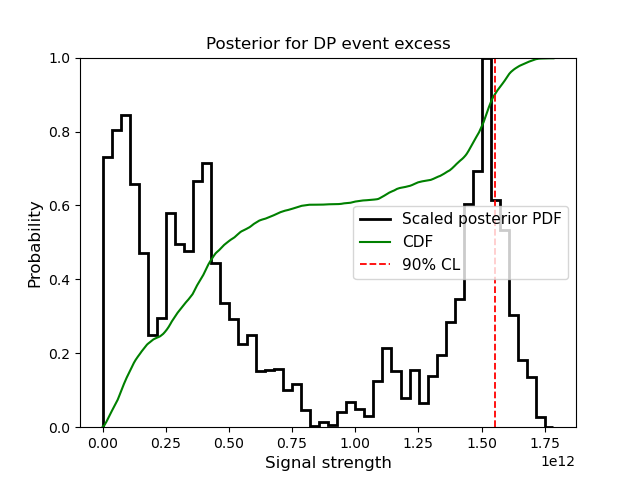 Posterior for DP event excess
Probability
1.0
0.8
0.6
0.4
0.2
0.0
Scaled posterior PDF
CDF
90% CL
0.00 0.25 0.50 0.75 1.00 1.25 1.50 1.75
1e12
Signal strength